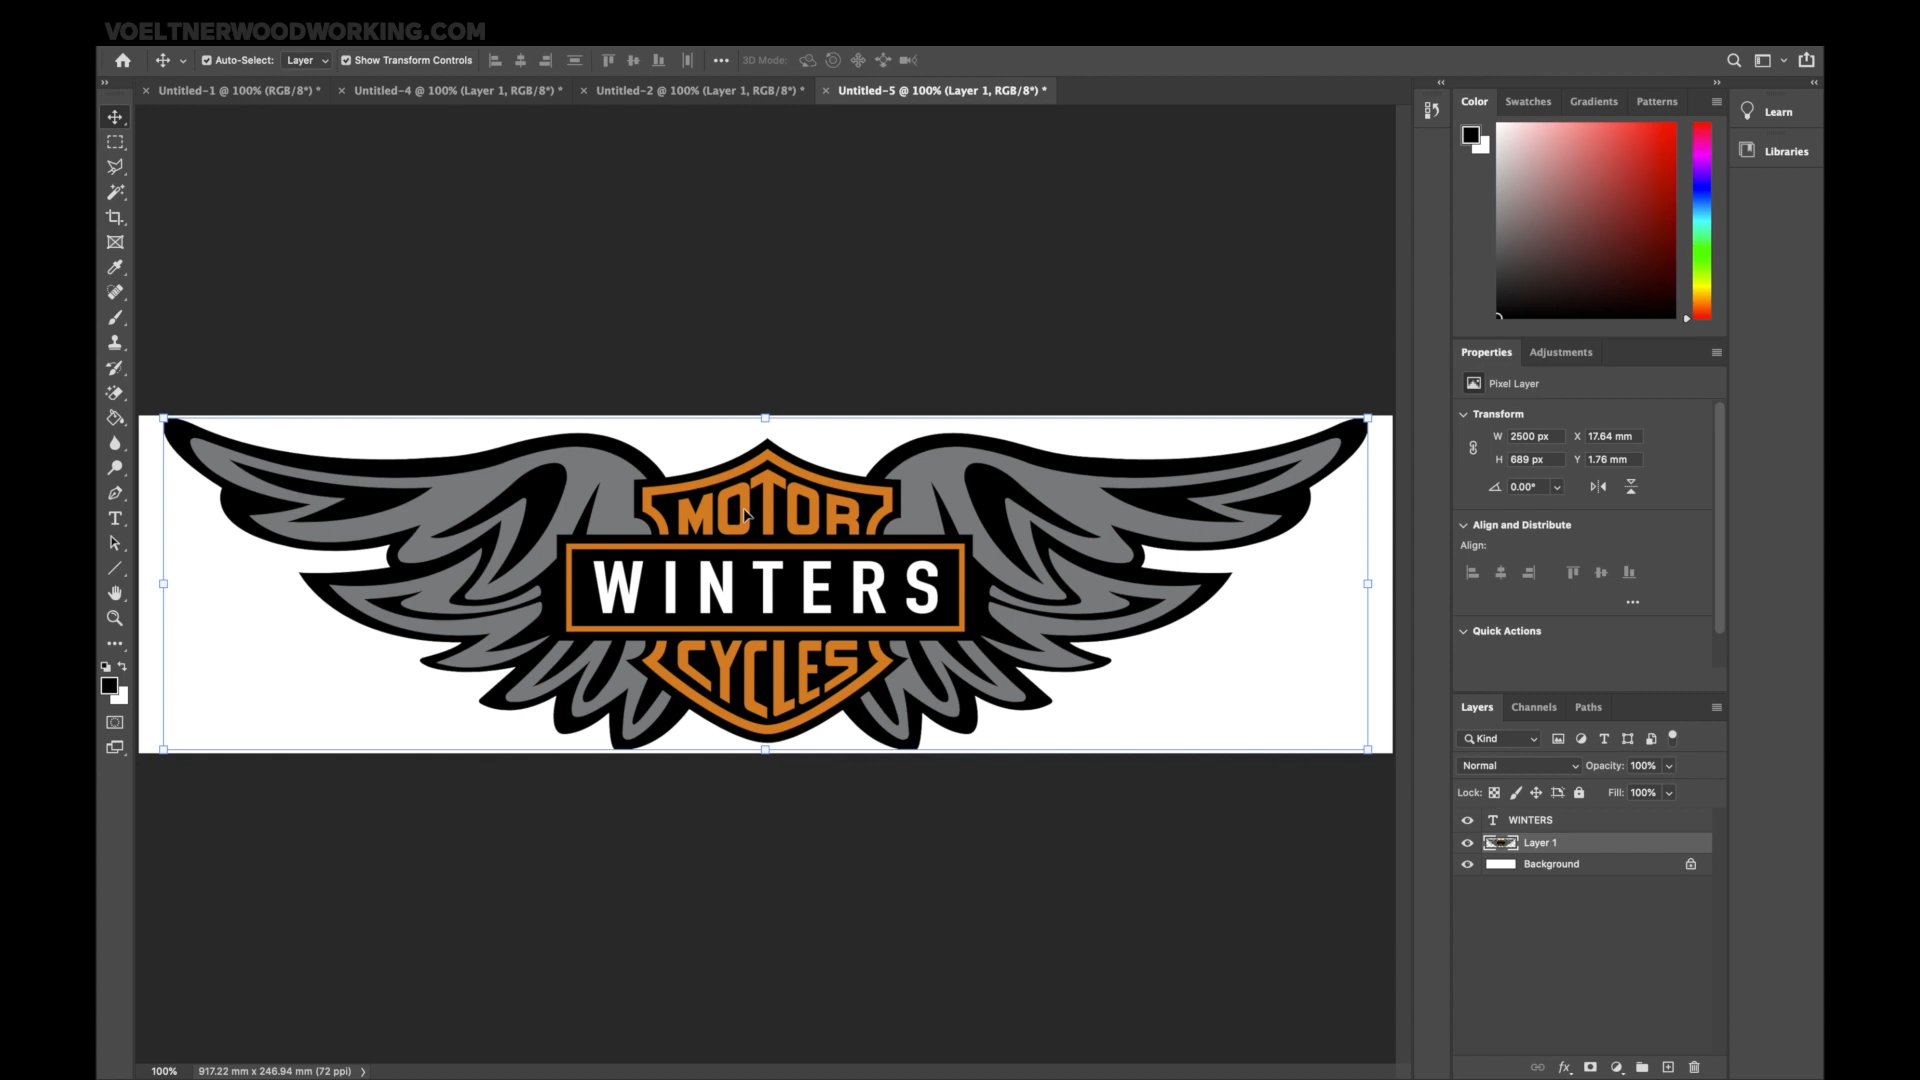 VOELTNERWOODWORKING.COM
Auto-Select: Layer Show Transform Controls 3D Mode:
Untitled-1 @ 100% (RGB/8*) * Untitled-4 @ 100% (Layer 1, RGB/8*) * Untitled-2 @ 100% (Layer 1, RGB/8*) * Untitled-5 @ 100% (Layer 1, RGB/8*) *
Color Swatches Gradients Patterns
Learn
Libraries
Properties Adjustments
Pixel Layer
Transform
W 2500 px X 17.64 mm
H 689 px Y 1.76 mm
0.00°
Align and Distribute
Align:
Quick Actions
MOTOR
WINTERS
CYCLES
Layers Channels Paths
Kind
Normal Opacity: 100%
Lock: Fill: 100%
WINTERS
Layer 1
Background
100% 917.22 mm x 246.94 mm (72 ppi)